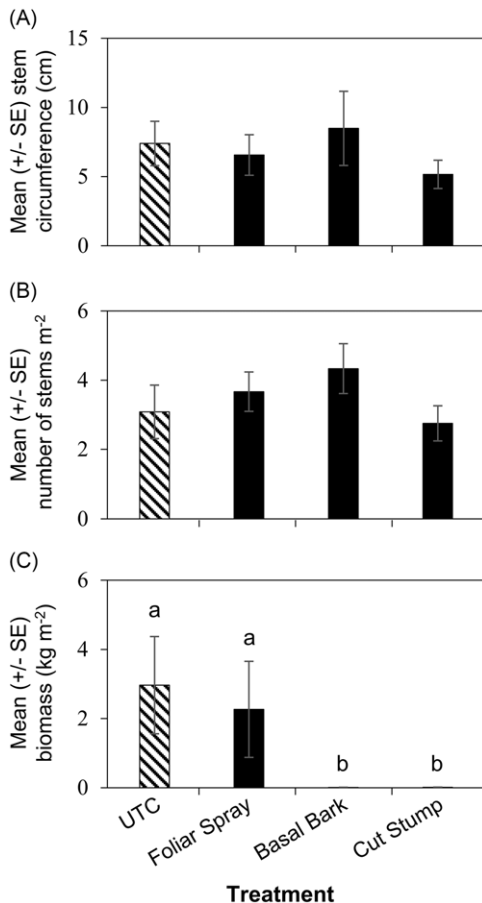 (A)
Mean (+/- SE) stem
circumference (cm)
15
10
5
0
(B)
Mean (+/- SE)
number of stems m-2
6
4
2
0
(C)
Mean (+/- SE)
biomass (kg m-2)
6
4
2
0
a
a
b
b
UTC
Foliar Spray
Basal Bark
Cut Stump
Treatment